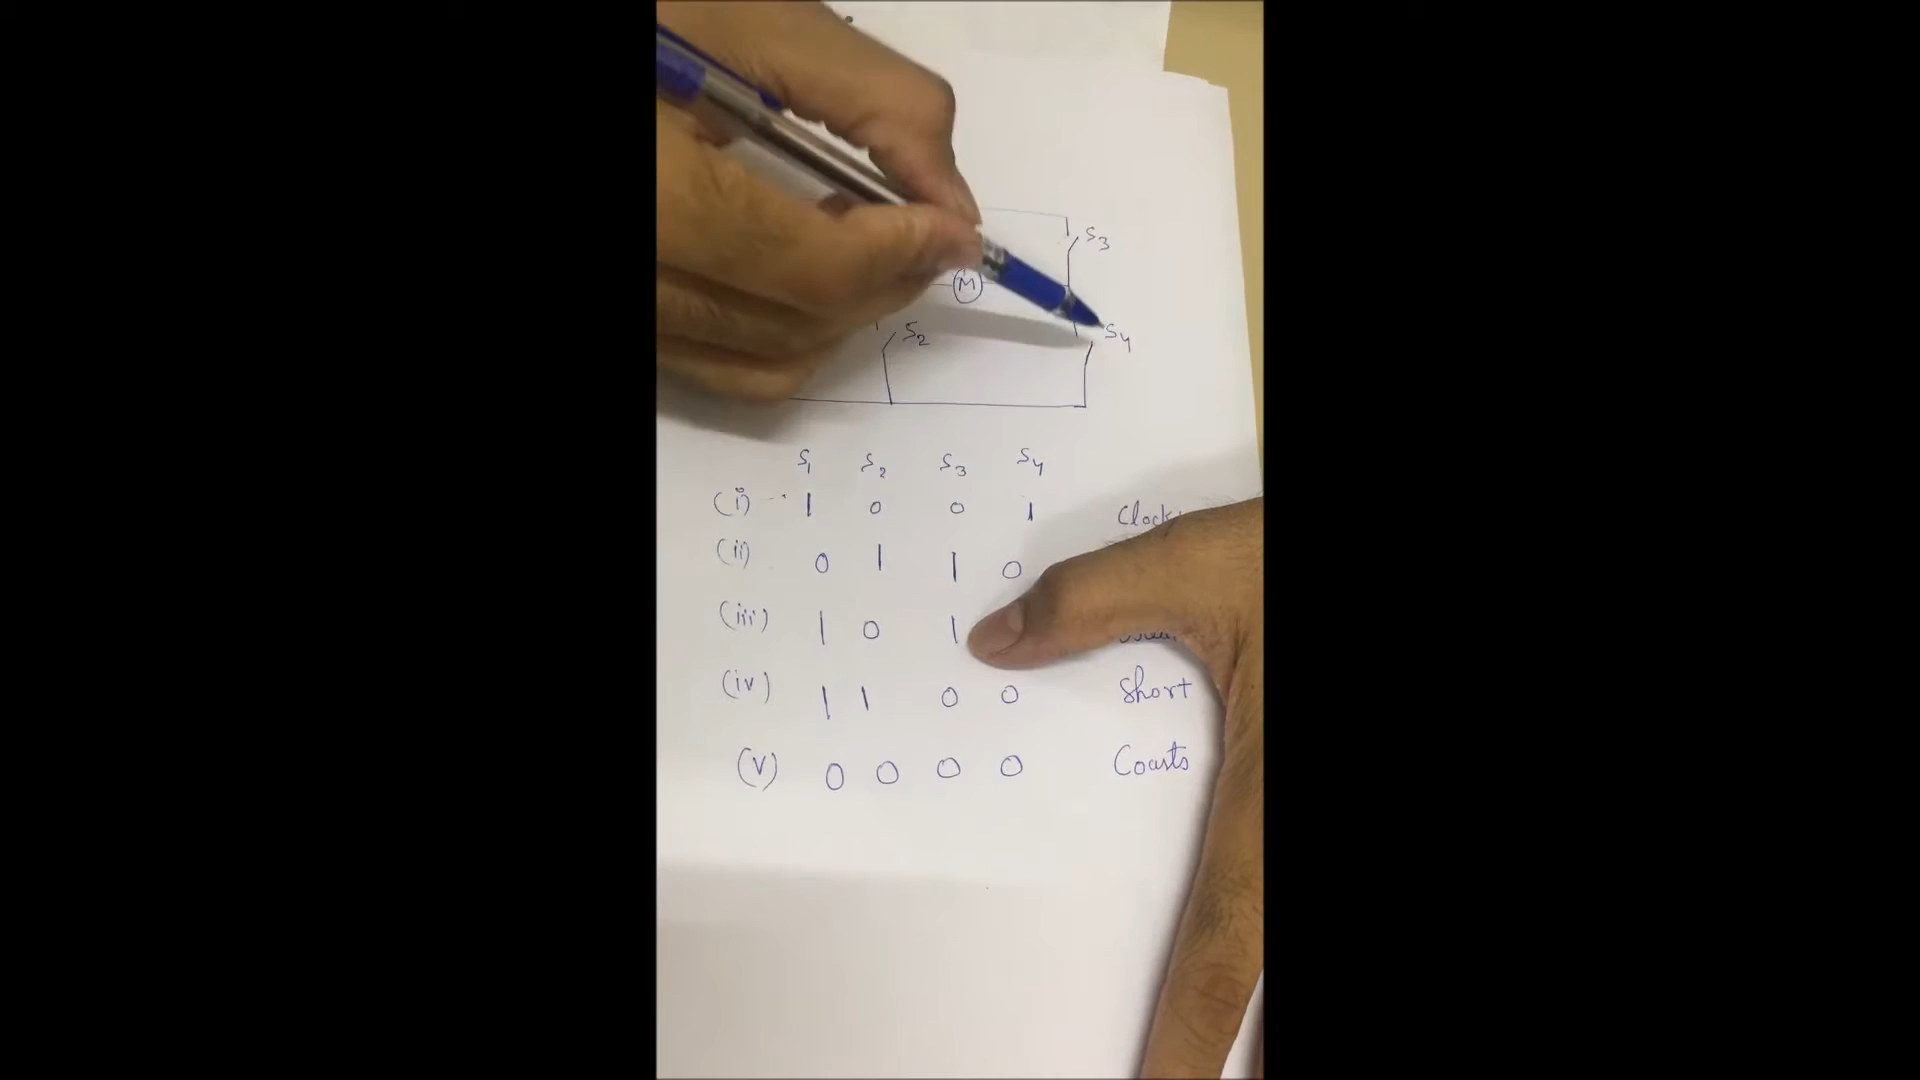 S3
M
S2 S4
S1 S2 S3 S4
(i) 1 0 0 1
(ii) 0 1 1 0
(iii) 1 0 1
(iv) 1 1 0 0 Short
(v) 0 0 0 0 Coasts